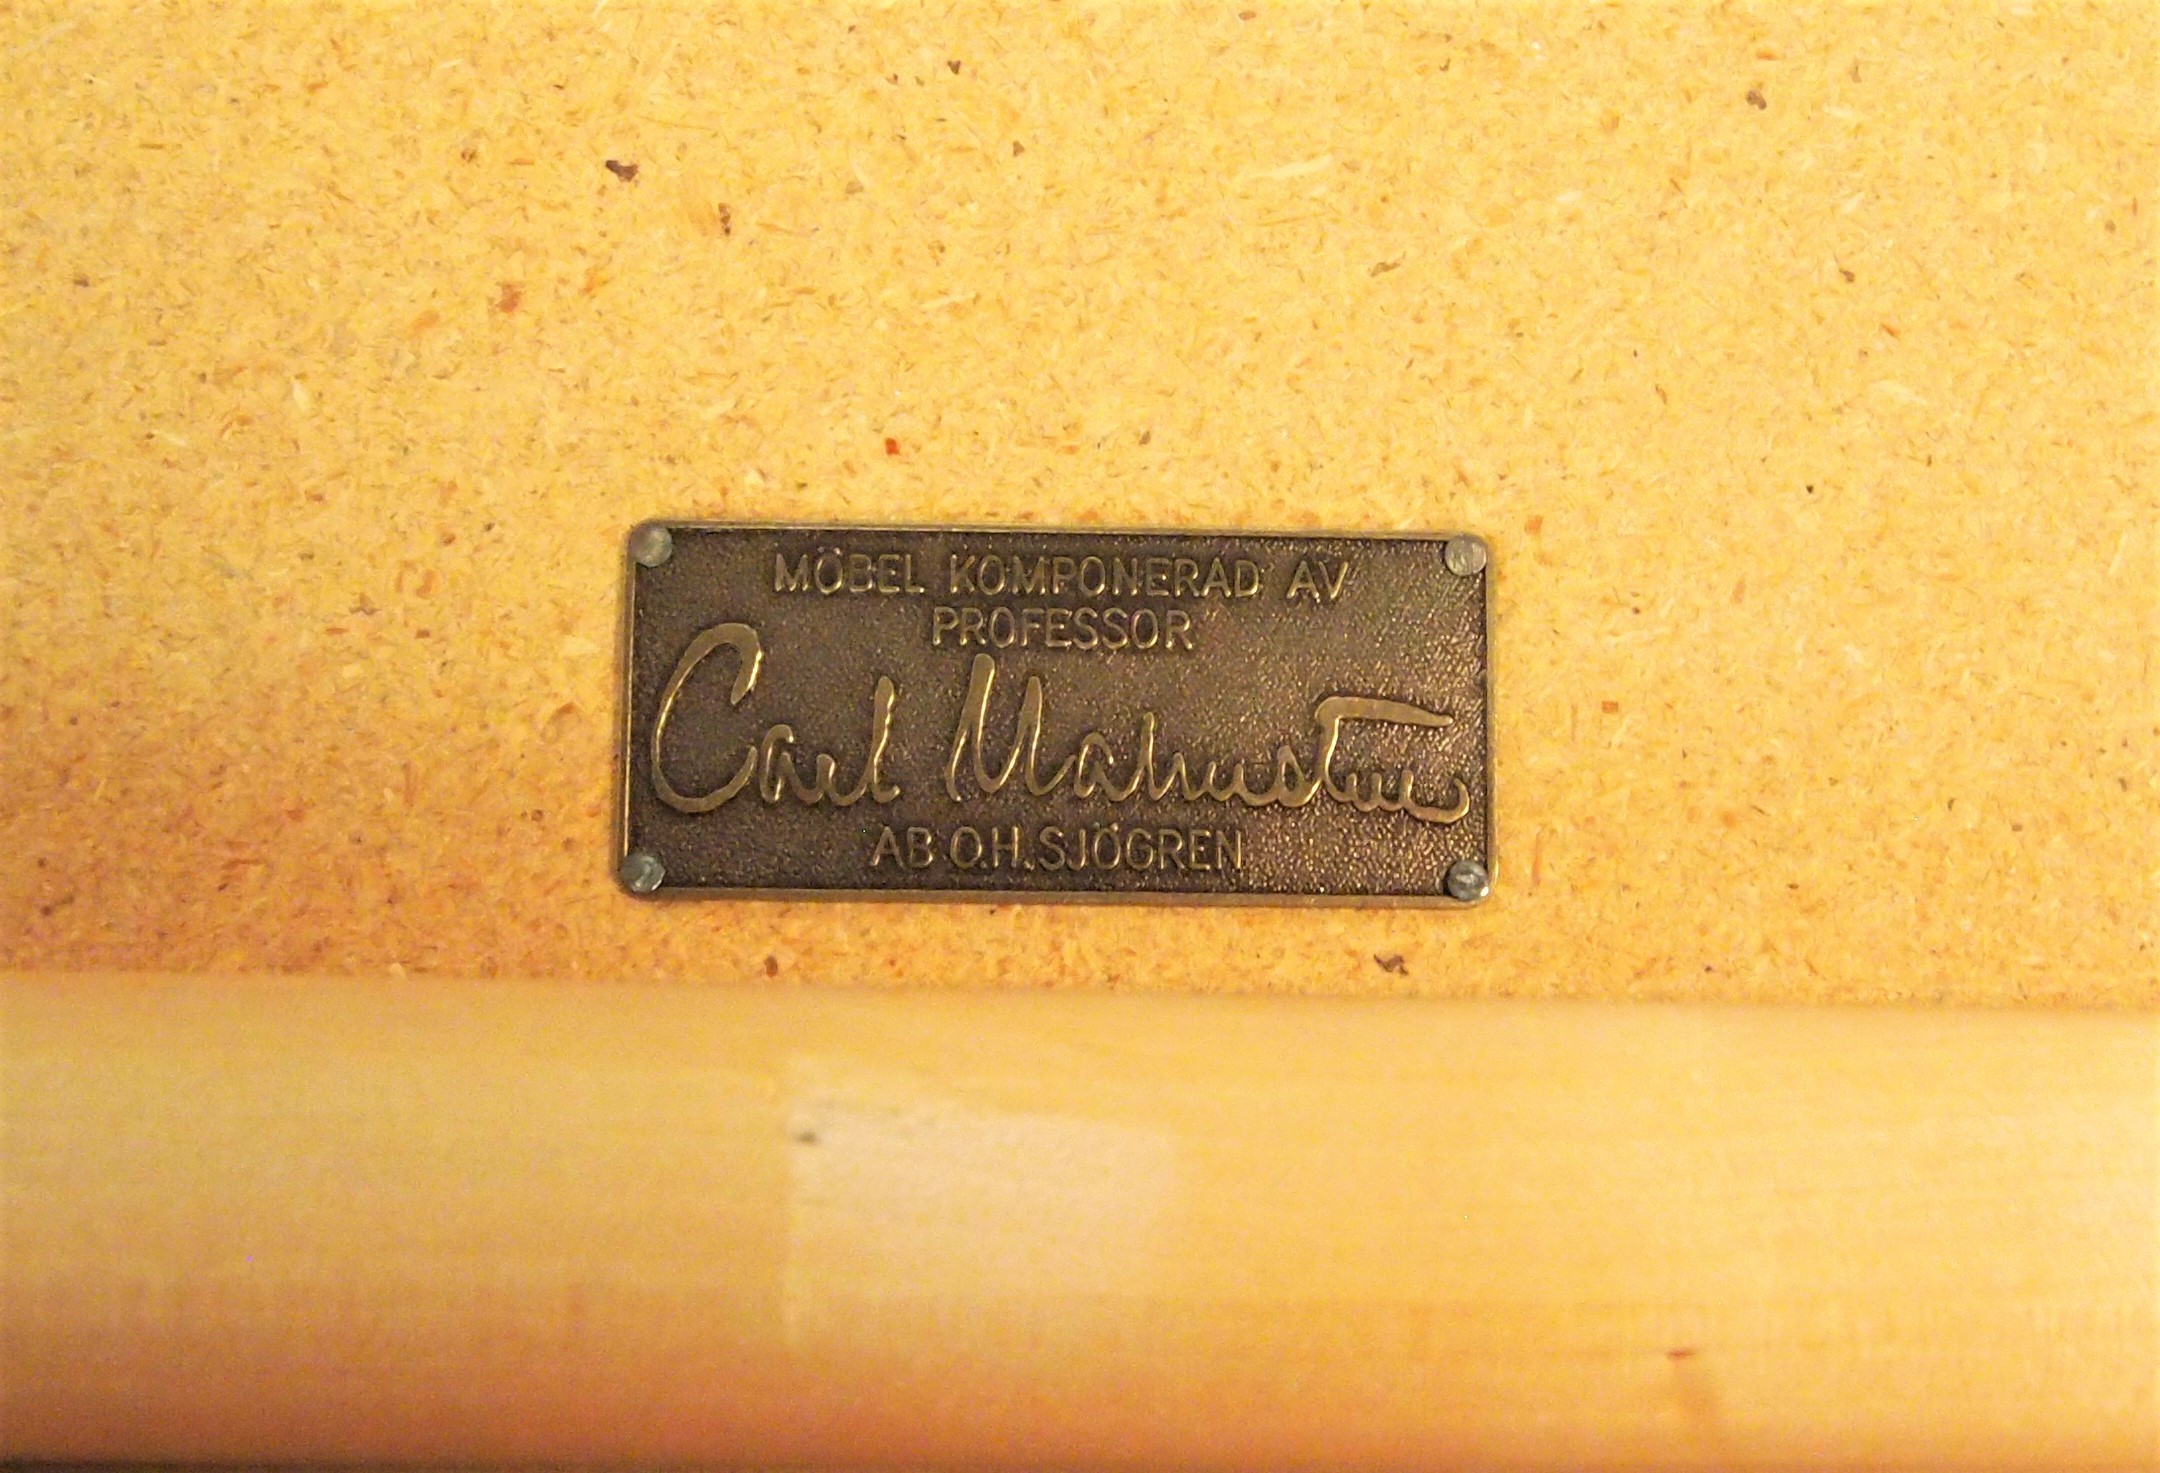 MÖBEL KOMPONERAD AV
PROFESSOR
Carl Malmsten
AB O.H. SJÖGREN